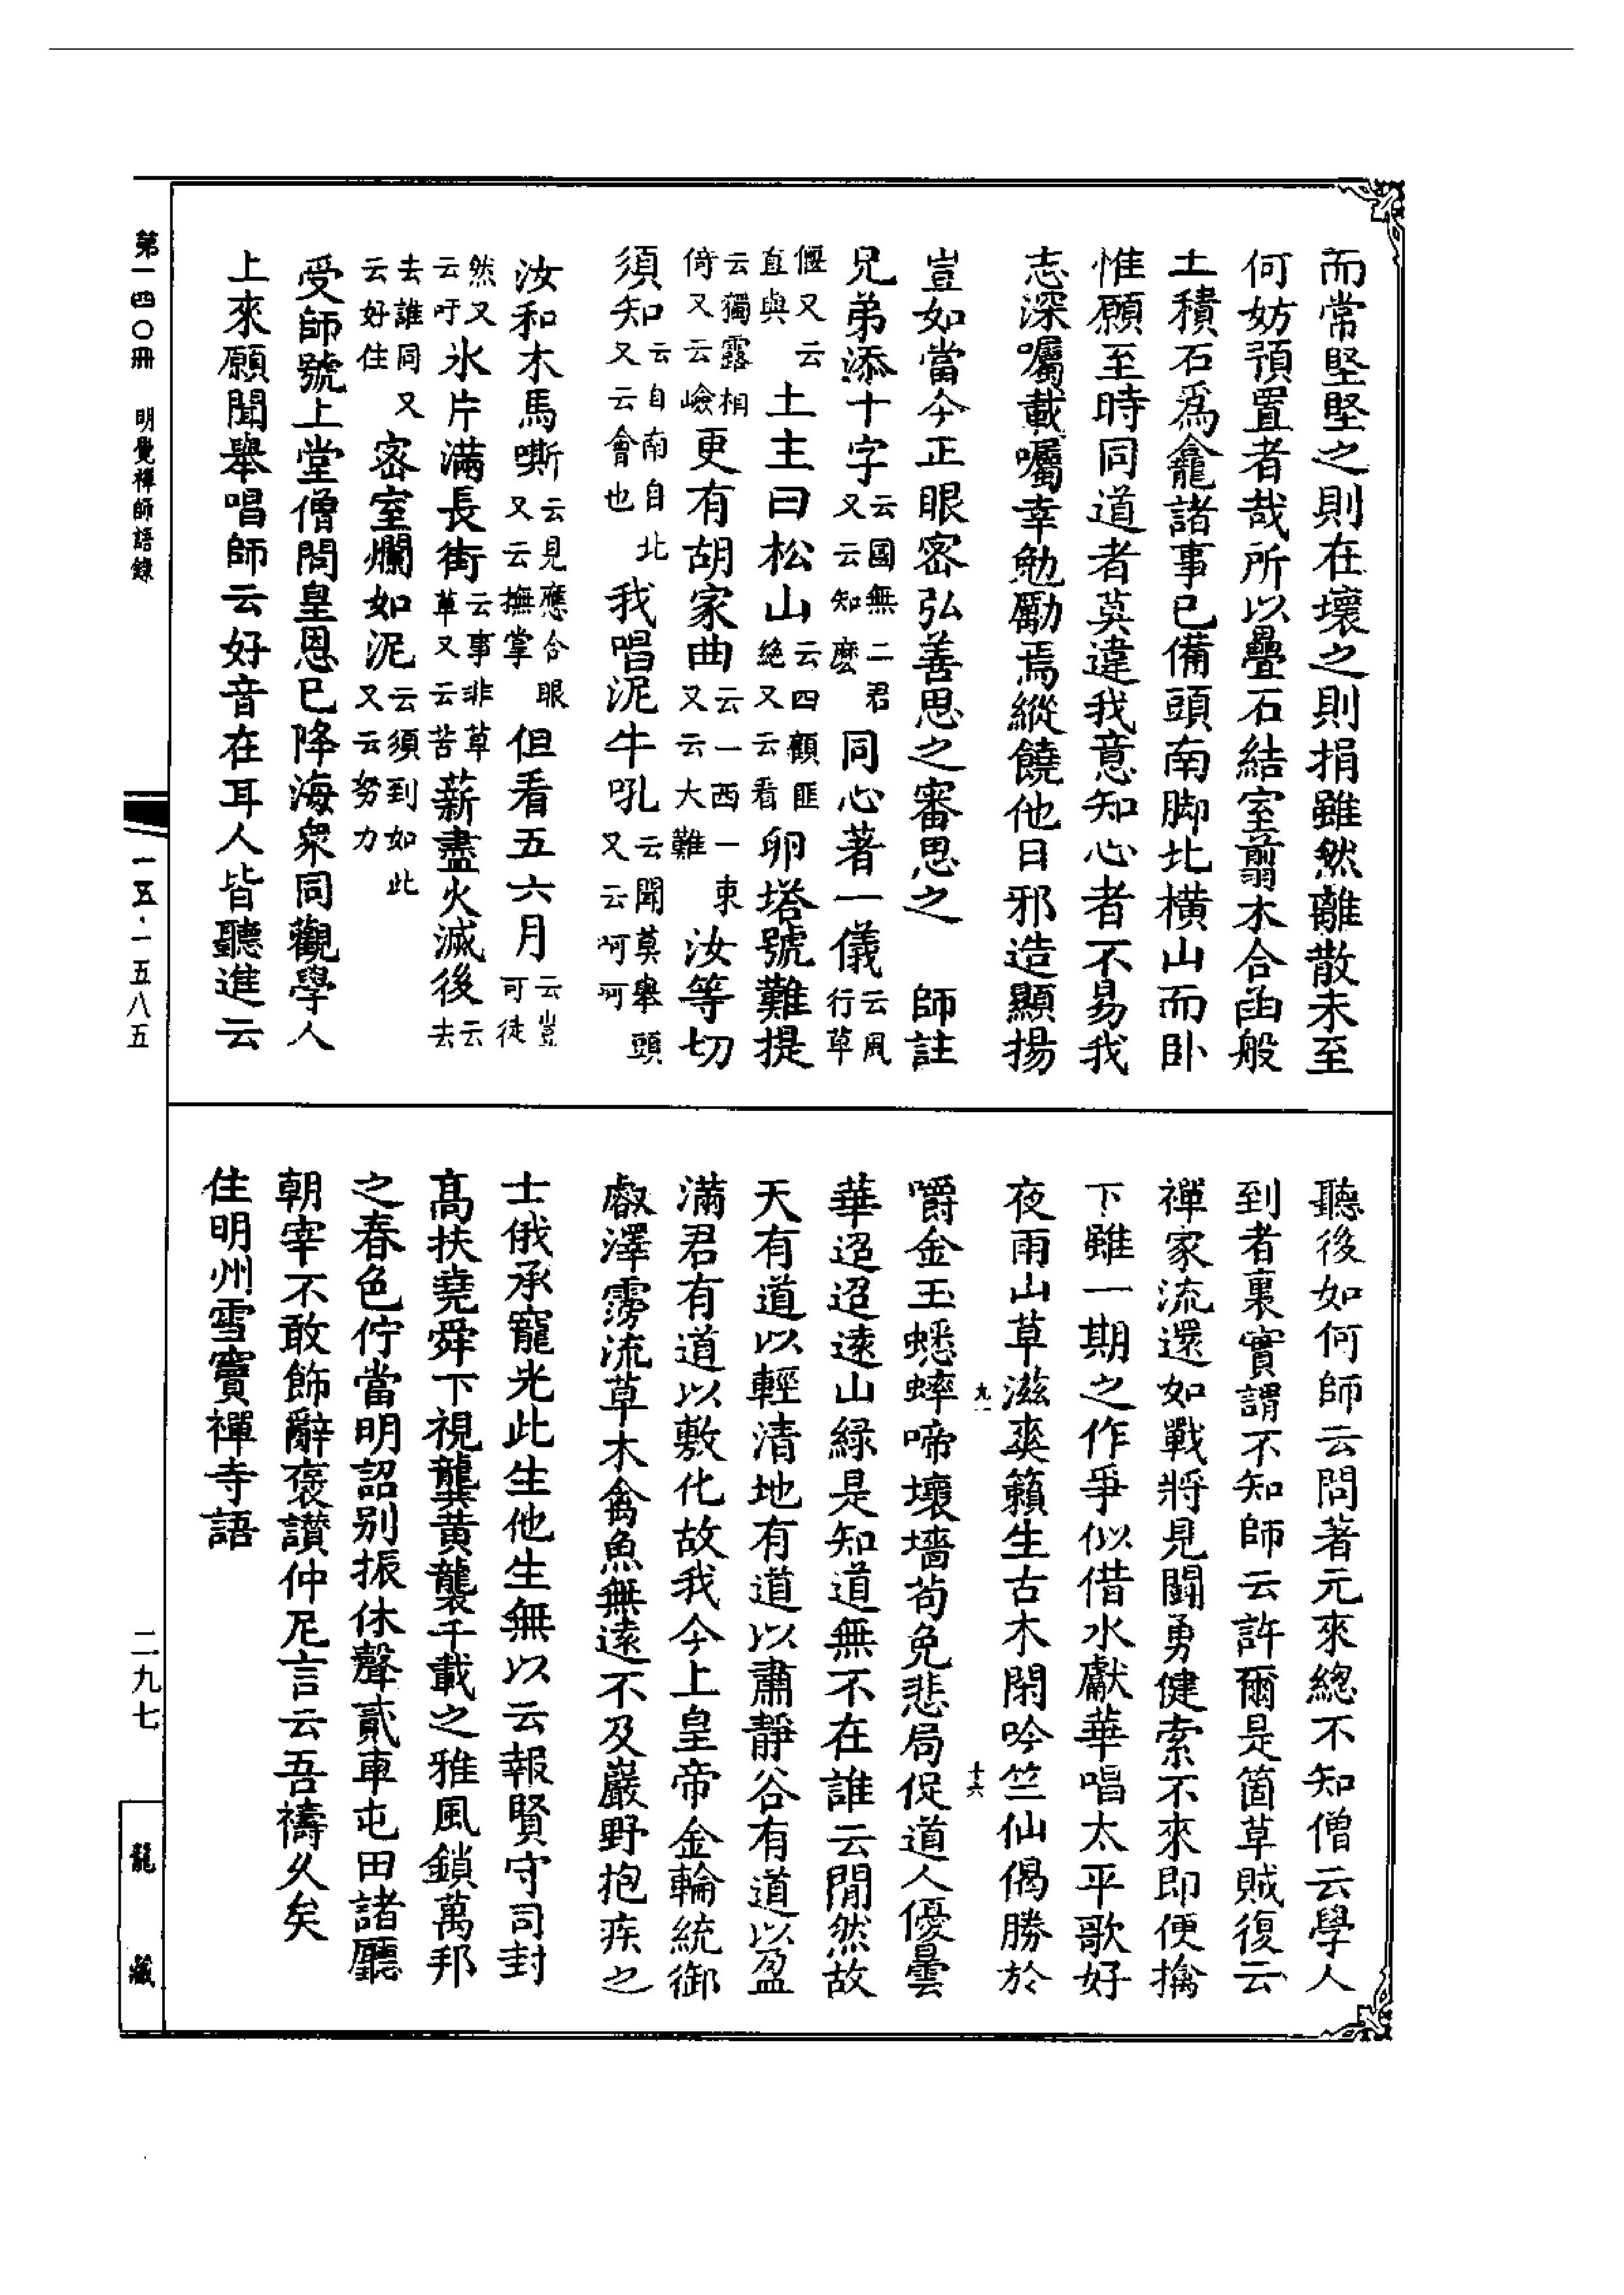 而常堅堅之則在壞之則捐雖然離散未至
何妨預置者哉所以疊石結室翦木合函般
土積石爲龕諸事已備頭南脚北橫山而卧
惟願至時同道者莫違我意知心者不易我
志深囑載囑幸勉勵焉縱饒他日邪造顯揚
豈如當今正眼密弘善思之審思之　師註
兄弟添十字云國無二君又云知麽同心著一儀云風行草
偃又云直與土主曰松山云四顧匪絶又云看卵塔號難提
云獨露相倚又云嶮更有胡家曲云一西一東又云大難汝等切
須知云自南自北又云會也我唱泥牛吼云聞莫舉頭又云呵呵
汝和木馬嘶云見應合眼又云撫掌但看五六月云豈可徒
然又云吁氷片滿長街云事非草草又云苦薪盡火滅後云去
去誰同又云好住密室爛如泥云須到如此又云努力
受師號上堂僧問皇恩已降海衆同觀學人
上來願聞舉唱師云好音在耳人皆聽進云
聽後如何師云問著元來總不知僧云學人
到者裏實謂不知師云許爾是箇草賊復云
禪家流還如戰將見鬪勇健索不來即便擒
下雖一期之作爭似借水獻華唱太平歌好
夜雨山草滋爽籟生古木閑吟竺仙偈勝於
九
十六
嚼金玉蟋蟀啼壞墻苟免悲局促道人優曇
華迢迢遠山綠是知道無不在誰云閒然故
天有道以輕清地有道以肅靜谷有道以盈
滿君有道以敷化故我今上皇帝金輪統御
叡澤霶流草木禽魚無遠不及巖野抱疾之
士俄承寵光此生他生無以云報賢守司封
髙扶堯舜下視龔黃襲千載之雅風鎖萬邦
之春色佇當明詔别振休聲貳車屯田諸廳
朝宰不敢飾辭襃讚仲尼言云吾禱久矣
住明州雪竇禪寺語
第一四〇冊　明覺禪師語錄
一五·一五八五
二九七
龍藏